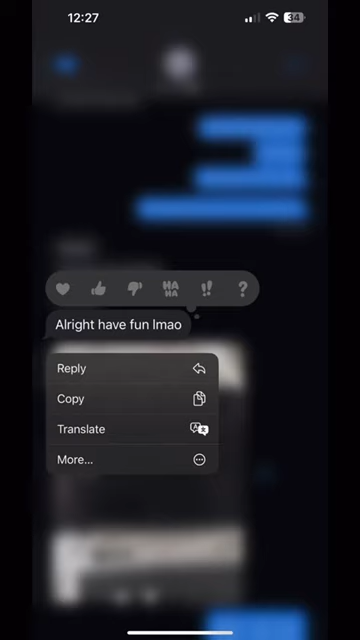 12:27
34
HA
HA
!!
?
Alright have fun lmao
Reply
Copy
Translate
More...